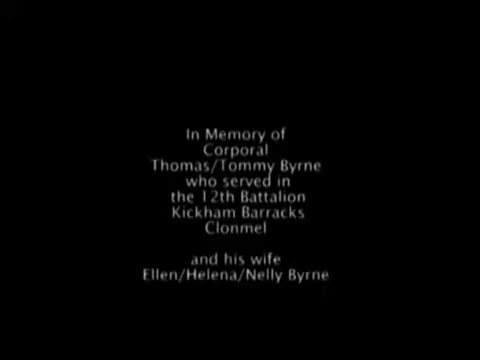 In Memory of
Corporal
Thomas/Tommy Byrne
who served in
the 12th Battalion
Kickham Barracks
Clonmel
and his wife
Ellen/Helena/Nelly Byrne